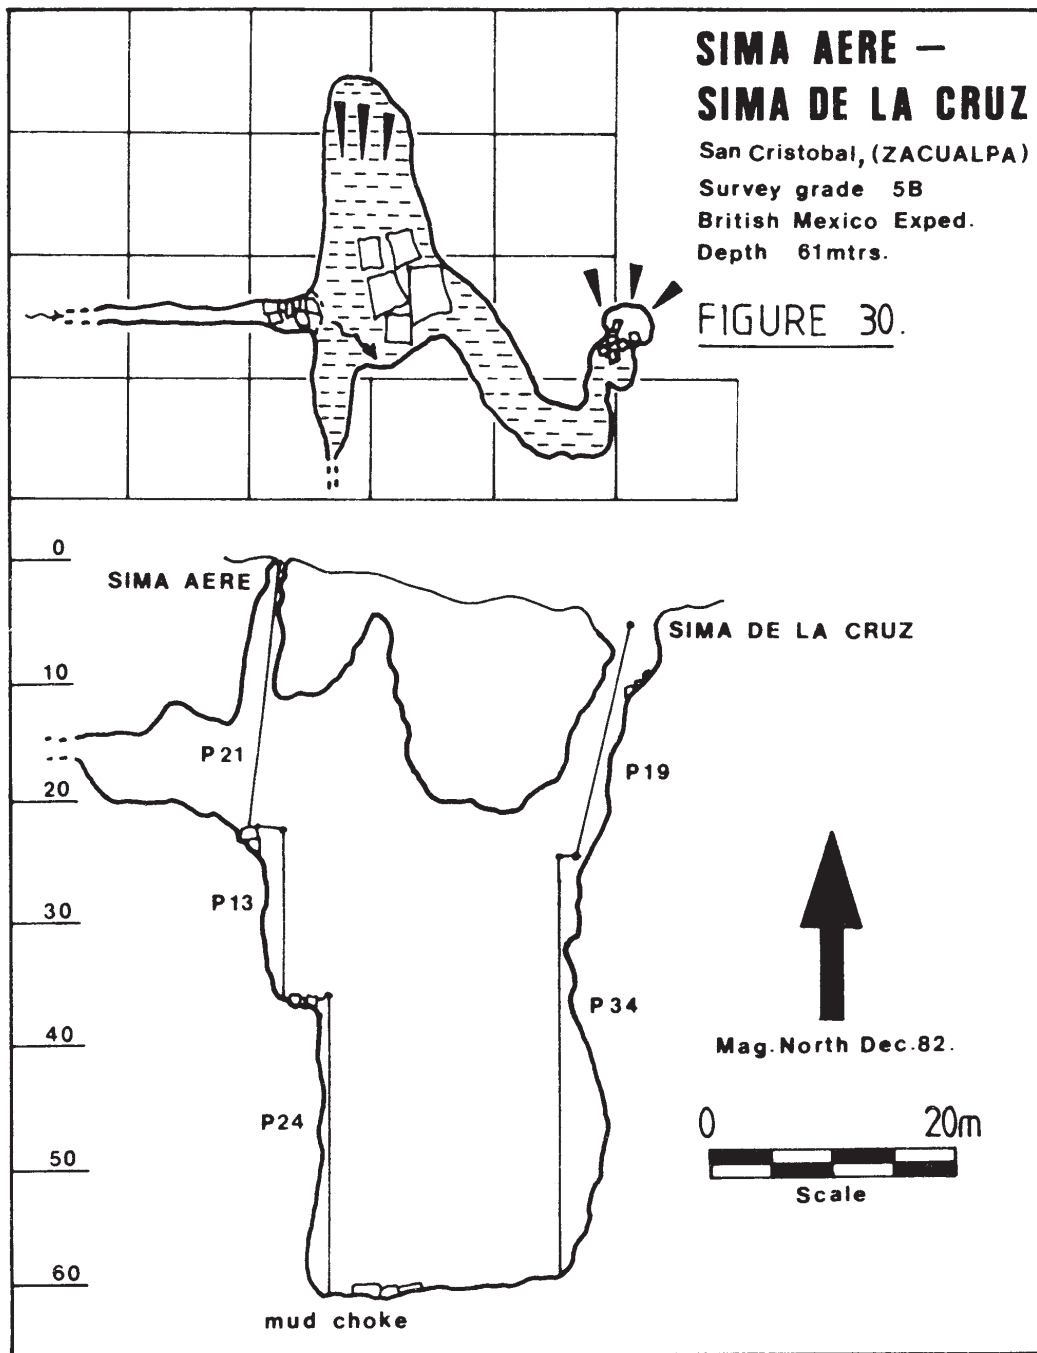 SIMA AERE –
SIMA DE LA CRUZ
San Cristobal, (ZACUALPA)
Survey grade 5B
British Mexico Exped.
Depth 61mtrs.
FIGURE 30.
0
SIMA AERE
SIMA DE LA CRUZ
10
P21
P19
20
P13
30
P34
40
Mag.North Dec.82.
P24
0 20m
50
Scale
60
mud choke